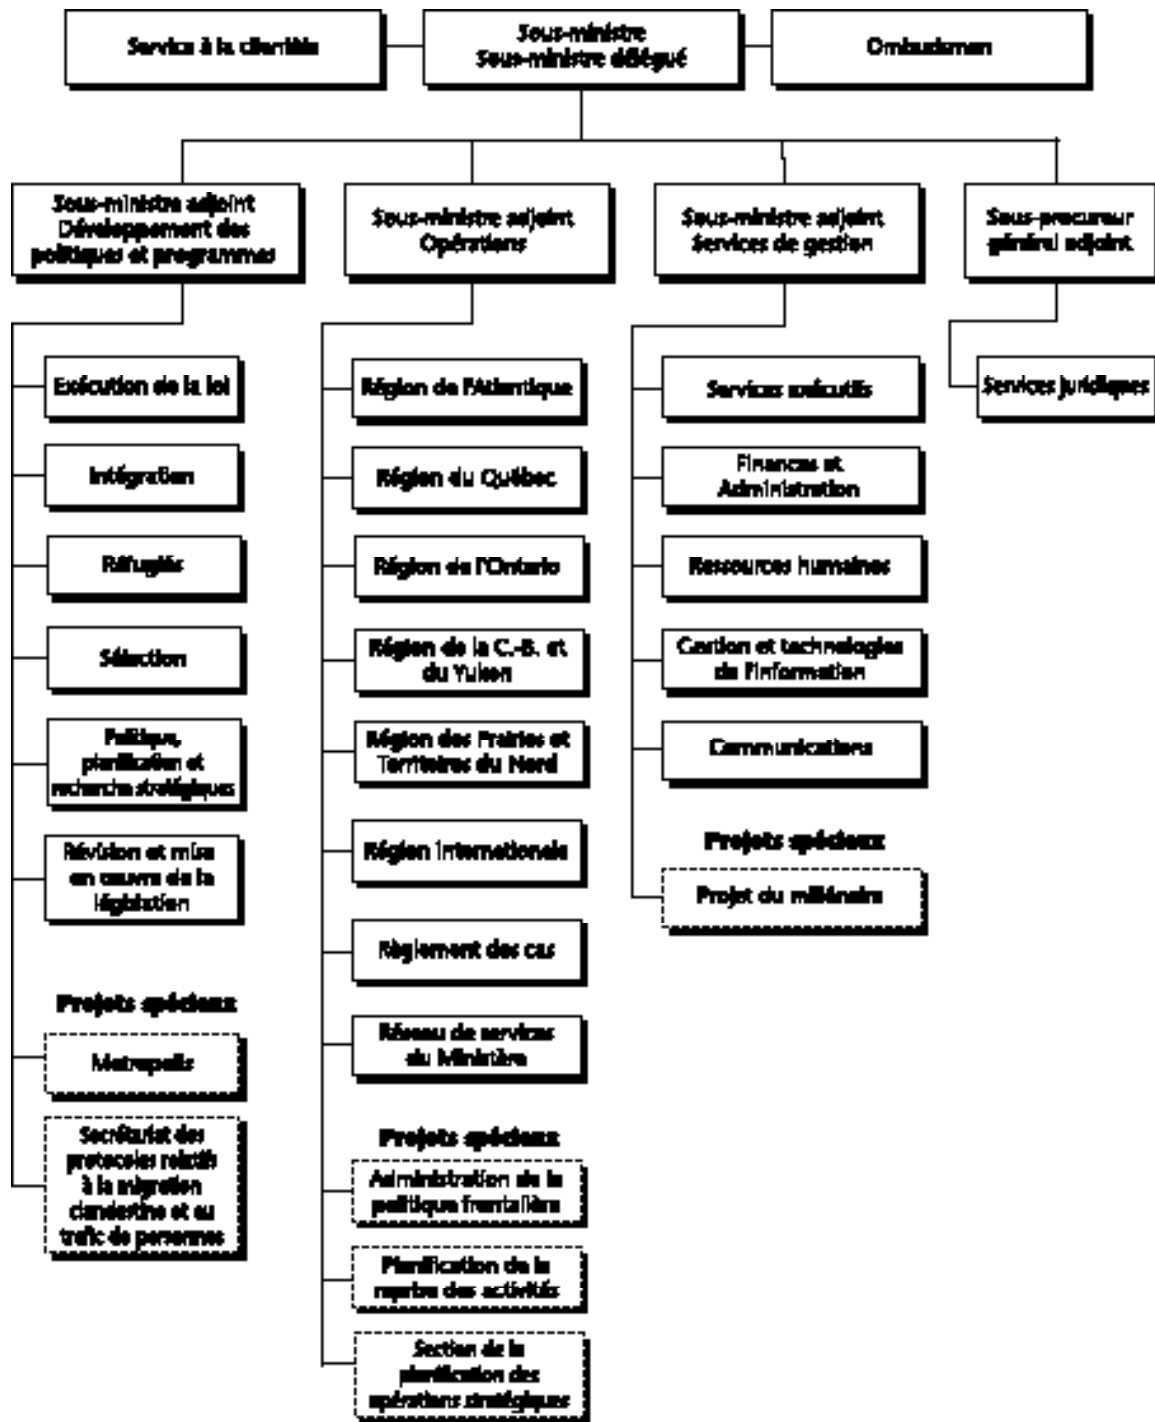 Service à la clientèle
Sous-ministre
Sous-ministre délégué
Ombudsman
Sous-ministre adjoint
Développement des
politiques et programmes
Sous-ministre adjoint
Opérations
Sous-ministre adjoint
Services de gestion
Sous-procureur
général adjoint
Exécution de la loi
Intégration
Réfugiés
Sélection
Politique,
planification et
recherche stratégiques
Révision et mise
en œuvre de la
législation
Projets spéciaux
Metropolis
Secrétariat des
protocoles relatifs
à la migration
clandestine et au
trafic de personnes
Région de l'Atlantique
Région du Québec
Région de l'Ontario
Région de la C.-B. et
du Yukon
Région des Prairies et
Territoires du Nord
Région internationale
Règlement des cas
Réseau de services
du Ministère
Projets spéciaux
Administration de la
politique frontalière
Planification de la
reprise des activités
Section de la
planification des
opérations stratégiques
Services exécutifs
Finances et
Administration
Ressources humaines
Gestion et technologies
de l'information
Communications
Projets spéciaux
Projet du millénaire
Services juridiques